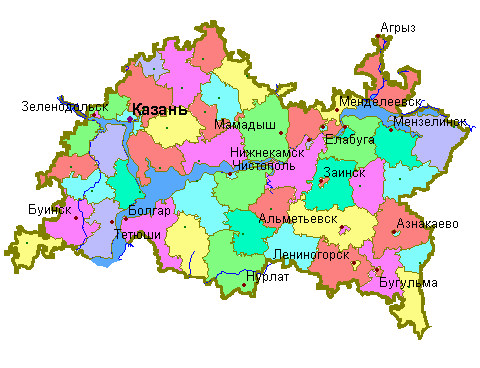 Агрыз
Зеленодольск
Казань
Менделеевск
Мамадыш
Мензелинск
Елабуга
Нижнекамск
Чистополь
Заинск
Буинск
Болгар
Тетюши
Альметьевск
Азнакаево
Лениногорск
Нурлат
Бугульма